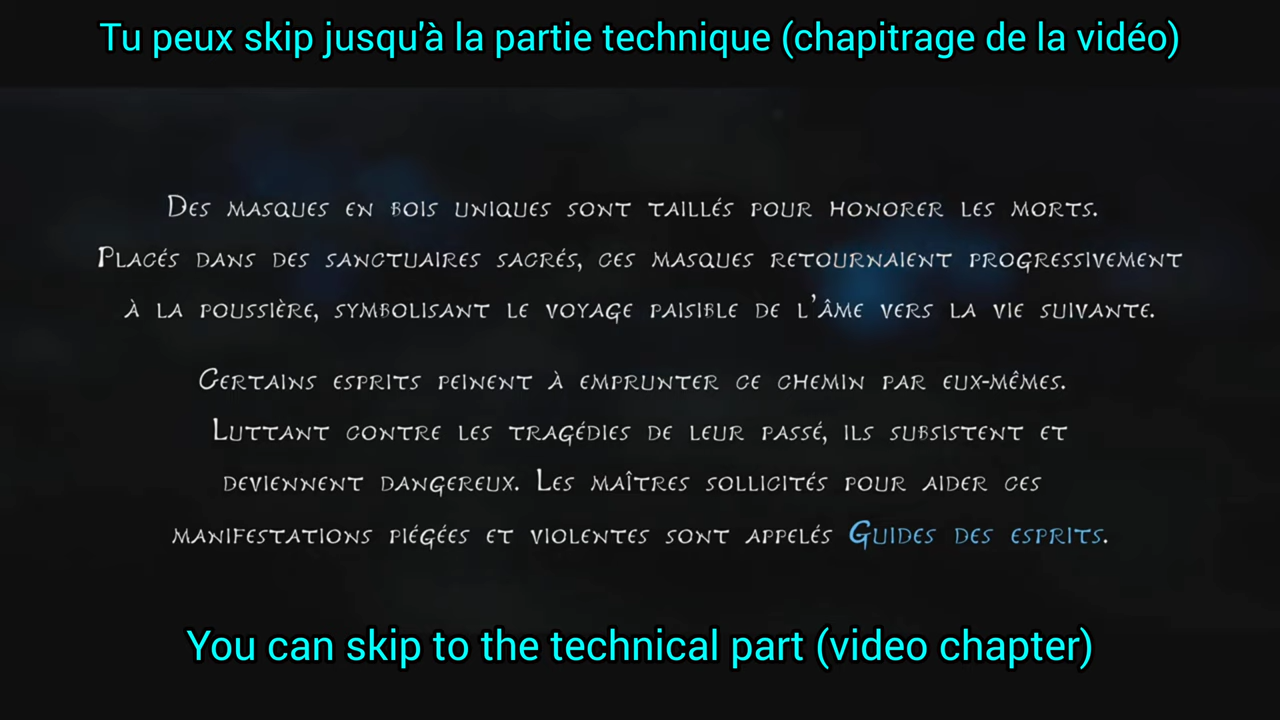 Tu peux skip jusqu'à la partie technique (chapitrage de la vidéo)
Des masques en bois uniques sont taillés pour honorer les morts.
Placés dans des sanctuaires sacrés, ces masques retournaient progressivement
à la poussière, symbolisant le voyage paisible de l'âme vers la vie suivante.
Certains esprits peinent à emprunter ce chemin par eux-mêmes.
Luttant contre les tragédies de leur passé, ils subsistent et
deviennent dangereux. Les maîtres sollicités pour aider ces
manifestations piégées et violentes sont appelés Guides des esprits.
You can skip to the technical part (video chapter)